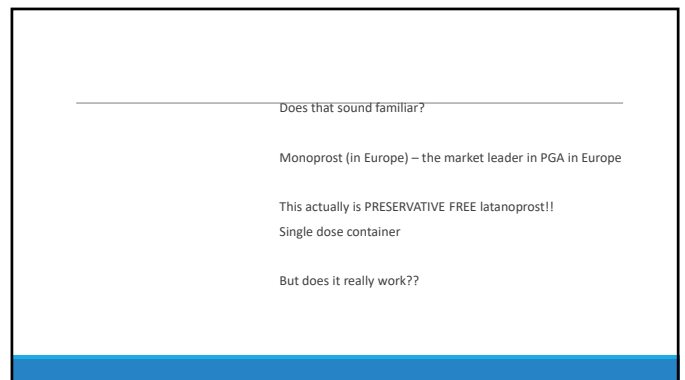 Does that sound familiar?
Monoprost (in Europe) – the market leader in PGA in Europe
This actually is PRESERVATIVE FREE latanoprost!!
Single dose container
But does it really work??